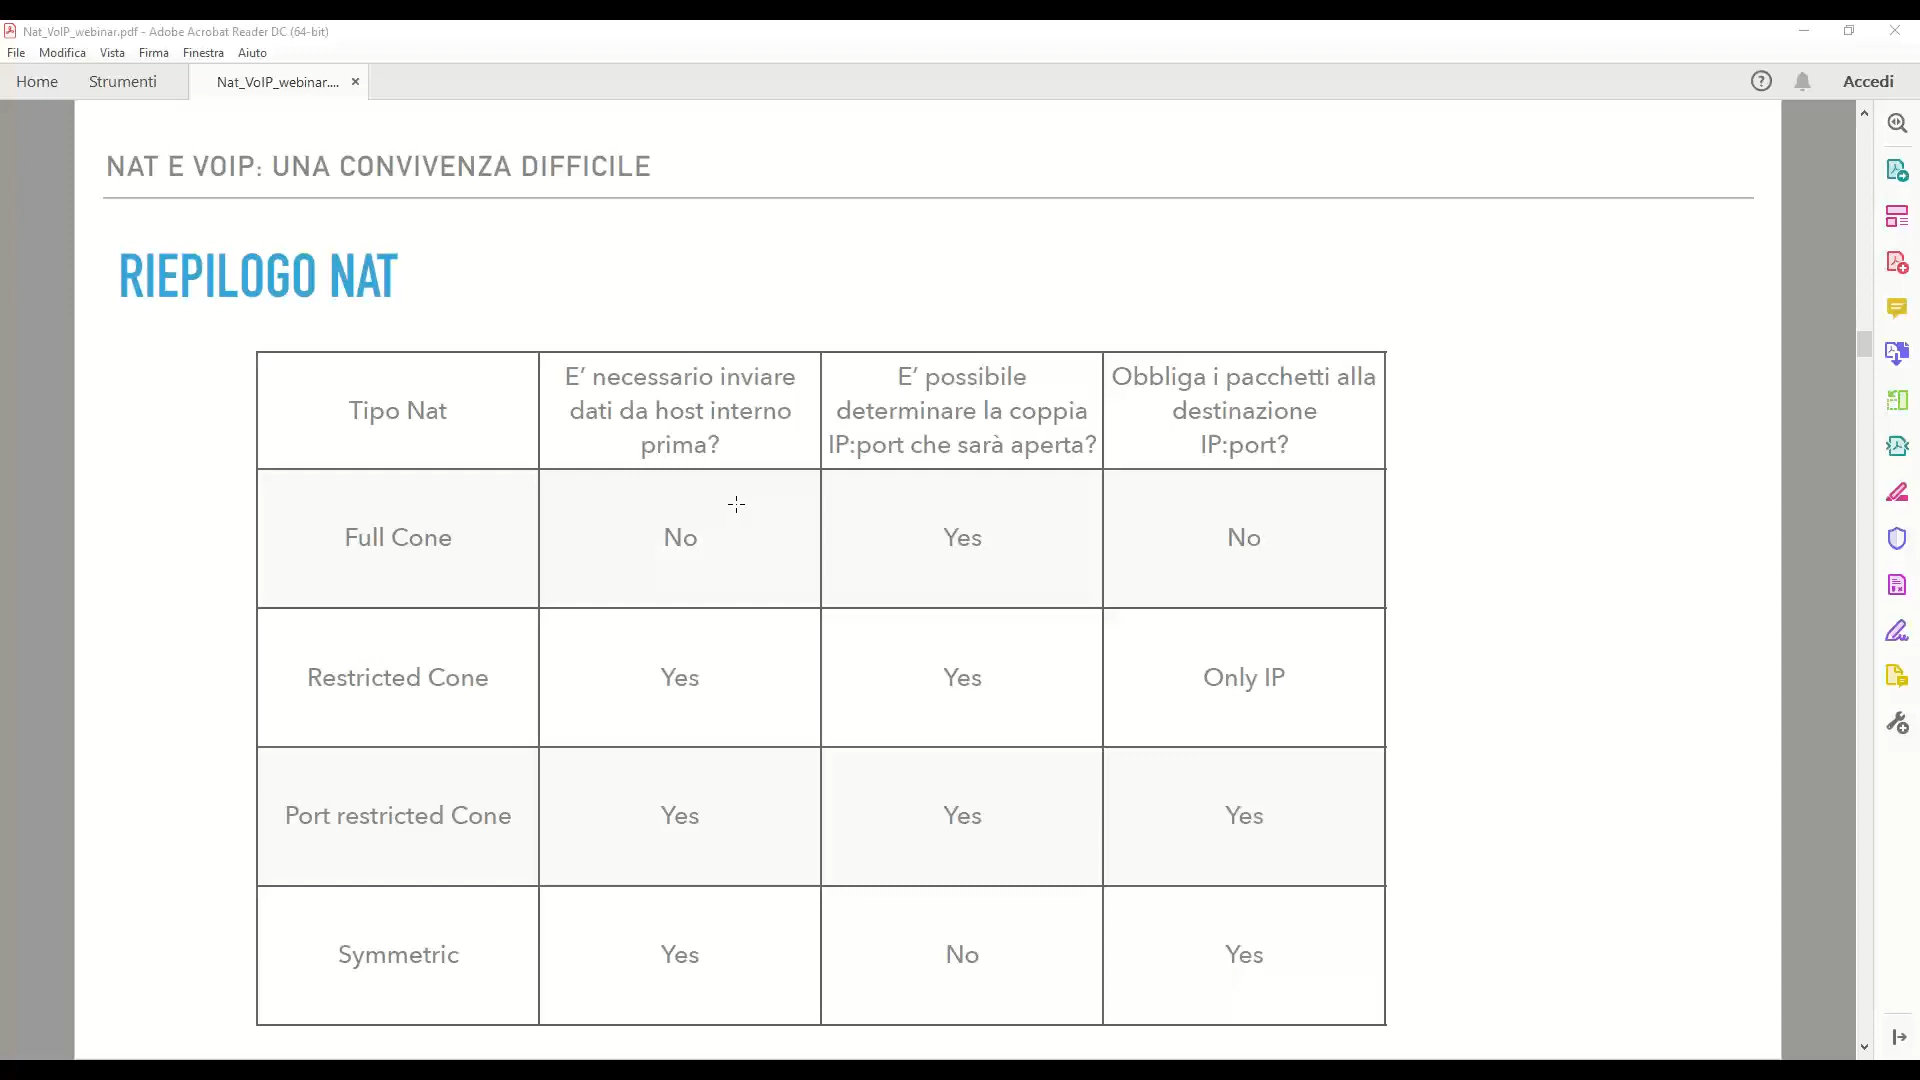 Nat_VoIP_webinar.pdf - Adobe Acrobat Reader DC (64-bit)
File Modifica Vista Firma Finestra Aiuto
Home Strumenti Nat_VoIP_webinar.... × ? Accedi
NAT E VOIP: UNA CONVIVENZA DIFFICILE
RIEPILOGO NAT
Tipo Nat
E’ necessario inviare
dati da host interno
prima?
E’ possibile
determinare la coppia
IP:port che sarà aperta?
Obbliga i pacchetti alla
destinazione
IP:port?
Full Cone No Yes No
Restricted Cone Yes Yes Only IP
Port restricted Cone Yes Yes Yes
Symmetric Yes No Yes